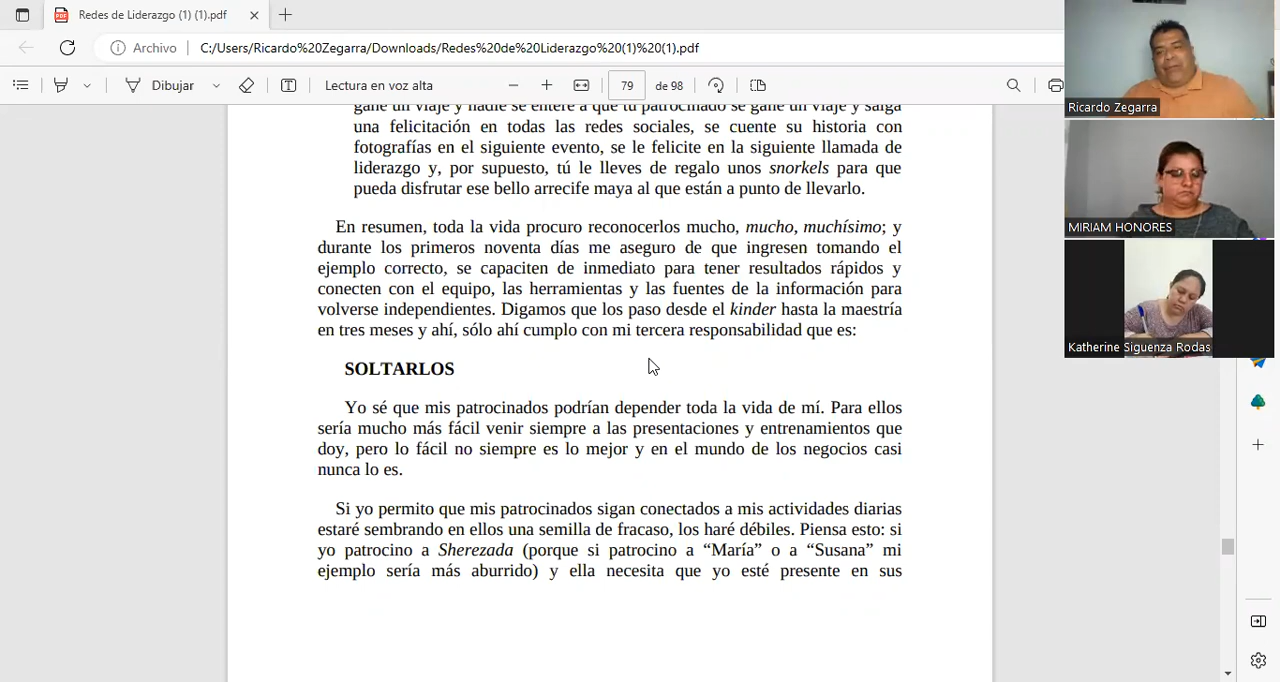 Redes de Liderazgo (1) (1).pdf
Archivo
C:/Users/Ricardo%20Zegarra/Downloads/Redes%20de%20Liderazgo%20(1)%20(1).pdf
Dibujar
Lectura en voz alta
79
de 98
gane un viaje y nadie se entere a que tu patrocinado se gane un viaje y salga
una felicitación en todas las redes sociales, se cuente su historia con
fotografías en el siguiente evento, se le felicite en la siguiente llamada de
liderazgo y, por supuesto, tú le lleves de regalo unos snorkels para que
pueda disfrutar ese bello arrecife maya al que están a punto de llevarlo.
En resumen, toda la vida procuro reconocerlos mucho, mucho, muchísimo; y
durante los primeros noventa días me aseguro de que ingresen tomando el
ejemplo correcto, se capaciten de inmediato para tener resultados rápidos y
conecten con el equipo, las herramientas y las fuentes de la información para
volverse independientes. Digamos que los paso desde el kinder hasta la maestría
en tres meses y ahí, sólo ahí cumplo con mi tercera responsabilidad que es:
SOLTARLOS
Yo sé que mis patrocinados podrían depender toda la vida de mí. Para ellos
sería mucho más fácil venir siempre a las presentaciones y entrenamientos que
doy, pero lo fácil no siempre es lo mejor y en el mundo de los negocios casi
nunca lo es.
Si yo permito que mis patrocinados sigan conectados a mis actividades diarias
estaré sembrando en ellos una semilla de fracaso, los haré débiles. Piensa esto: si
yo patrocino a Sherezada (porque si patrocino a “María” o a “Susana” mi
ejemplo sería más aburrido) y ella necesita que yo esté presente en sus
Ricardo Zegarra
MIRIAM HONORES
Katherine Siguenza Rodas